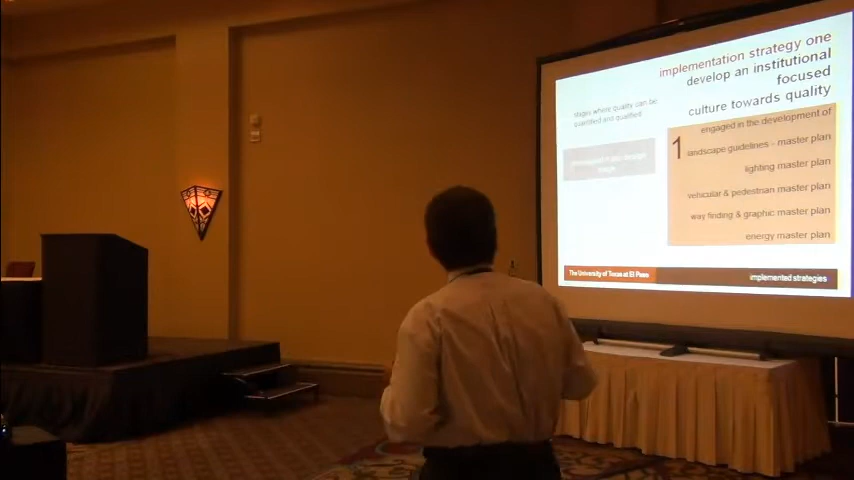 implementation strategy one
develop an institutional
focused
culture towards quality
stages where quality can be
quantified and qualified
1
engaged in the development of
landscape guidelines - master plan
lighting master plan
vehicular & pedestrian master plan
way finding & graphic master plan
energy master plan
The University of Texas at El Paso
implemented strategies